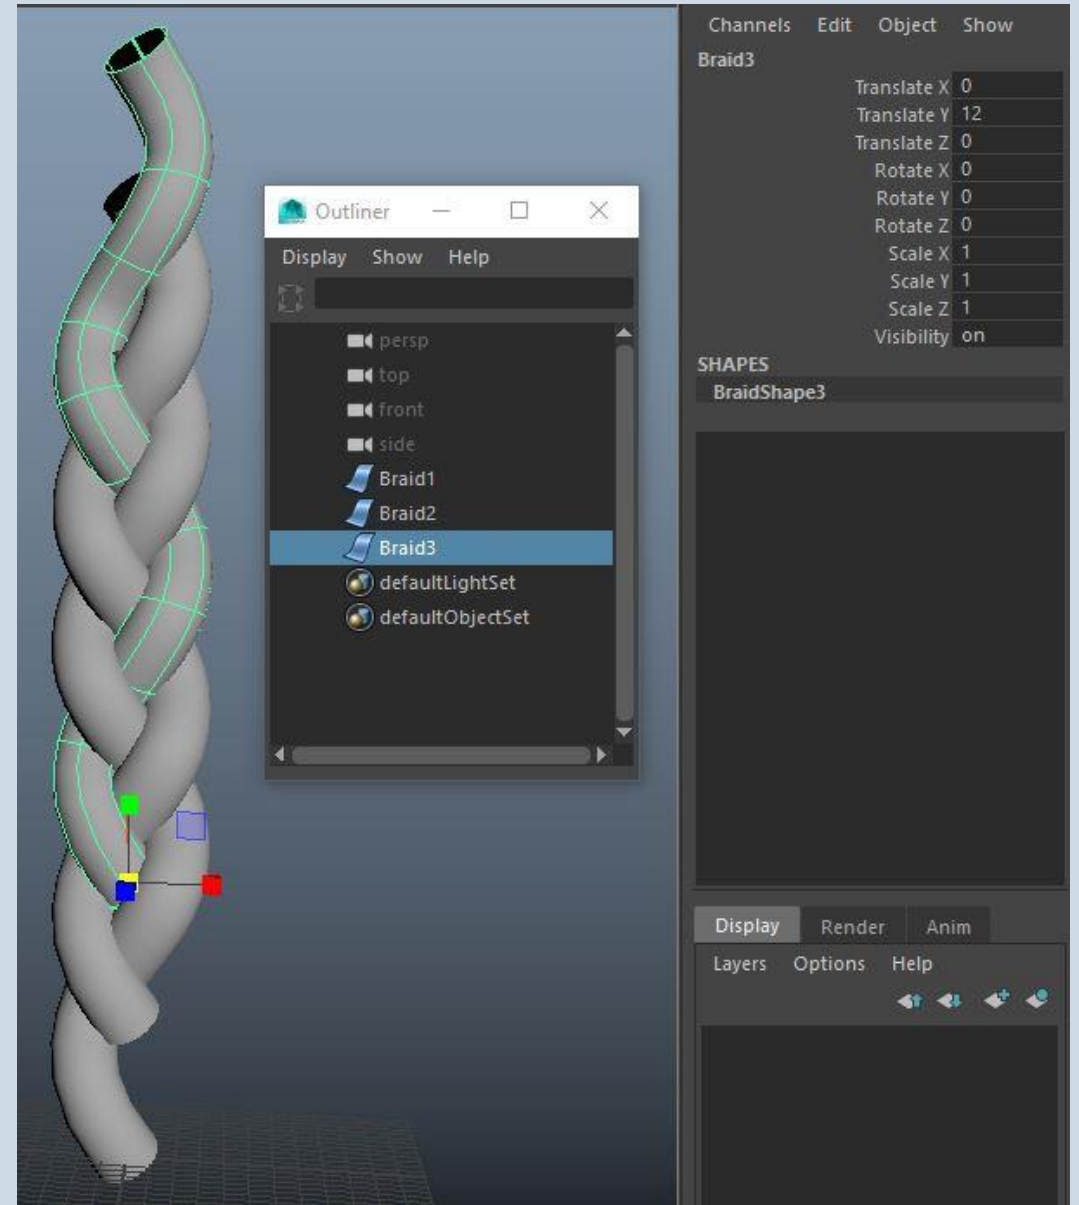 Channels Edit Object Show
Braid3
Translate X 0
Translate Y 12
Translate Z 0
Rotate X 0
Rotate Y 0
Rotate Z 0
Scale X 1
Scale Y 1
Scale Z 1
Visibility on
SHAPES
BraidShape3
Outliner
Display Show Help
persp
top
front
side
Braid1
Braid2
Braid3
defaultLightSet
defaultObjectSet
Display Render Anim
Layers Options Help